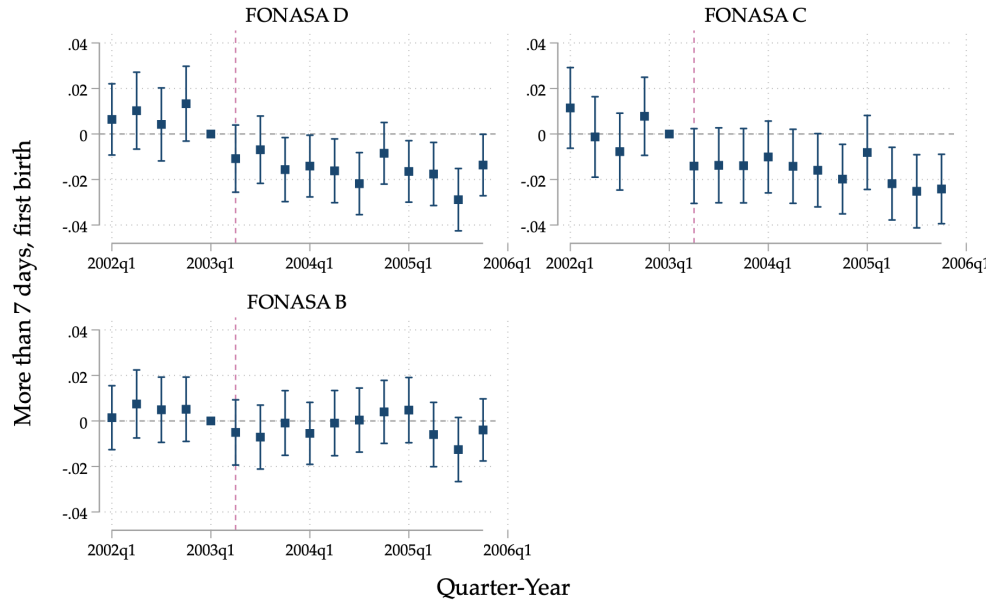 FONASA D
.04
.02
0
-.02
-.04
2002q1 2003q1 2004q1 2005q1 2006q1
FONASA C
.04
.02
0
-.02
-.04
2002q1 2003q1 2004q1 2005q1 2006q1
FONASA B
.04
.02
0
-.02
-.04
2002q1 2003q1 2004q1 2005q1 2006q1
More than 7 days, first birth
Quarter-Year